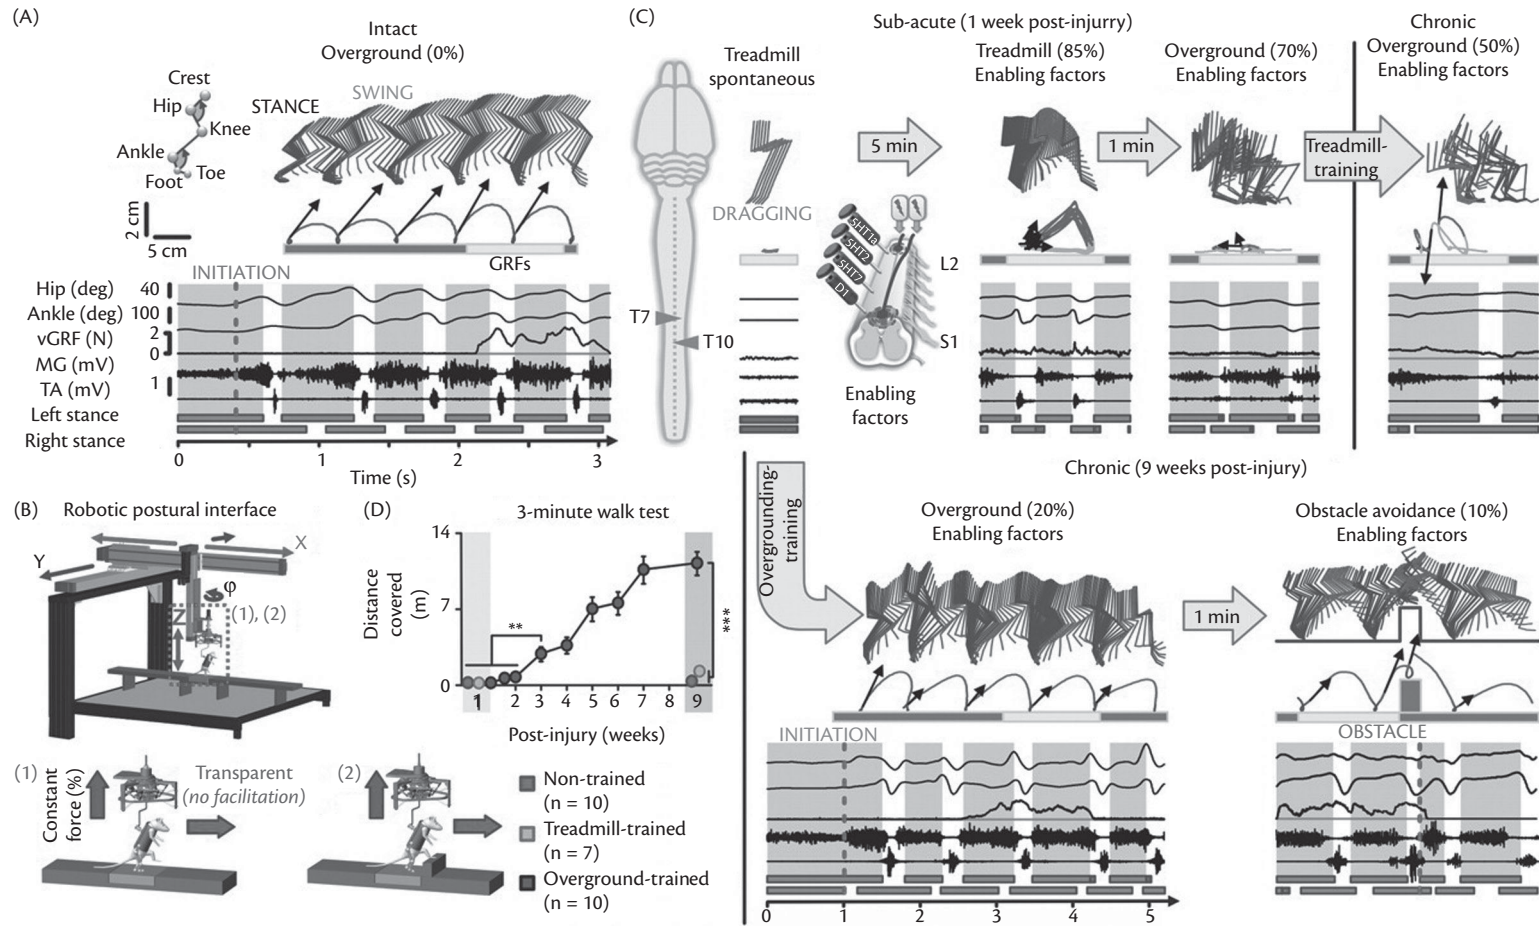 (A)
Intact
Overground (0%)
Crest
Hip
Knee
Ankle
Foot
Toe
STANCE
SWING
2 cm
5 cm
GRFs
INITIATION
Hip (deg) 40
Ankle (deg) 100
vGRF (N) 2
0
MG (mV)
TA (mV) 1
Left stance
Right stance
0 1 2 3
Time (s)
(B)
Robotic postural interface
X
Y
Z
φ
(1), (2)
(1)
Constant
force (%)
Transparent
(no facilitation)
(2)
(C)
Sub-acute (1 week post-injurry)
Treadmill
spontaneous
Treadmill (85%)
Enabling factors
Overground (70%)
Enabling factors
Chronic
Overground (50%)
Enabling factors
5 min
1 min
Treadmill-
training
DRAGGING
5HT1a
5HT2
5HT7
D1
L2
S1
T7
T10
Enabling
factors
Overgrounding-
training
Chronic (9 weeks post-injury)
Overground (20%)
Enabling factors
1 min
Obstacle avoidance (10%)
Enabling factors
INITIATION
OBSTACLE
0 1 2 3 4 5
(D)
3-minute walk test
Distance
covered
(m)
14
7
0
**
***
1 2 3 4 5 6 7 9
Post-injury (weeks)
Non-trained
(n = 10)
Treadmill-trained
(n = 7)
Overground-trained
(n = 10)